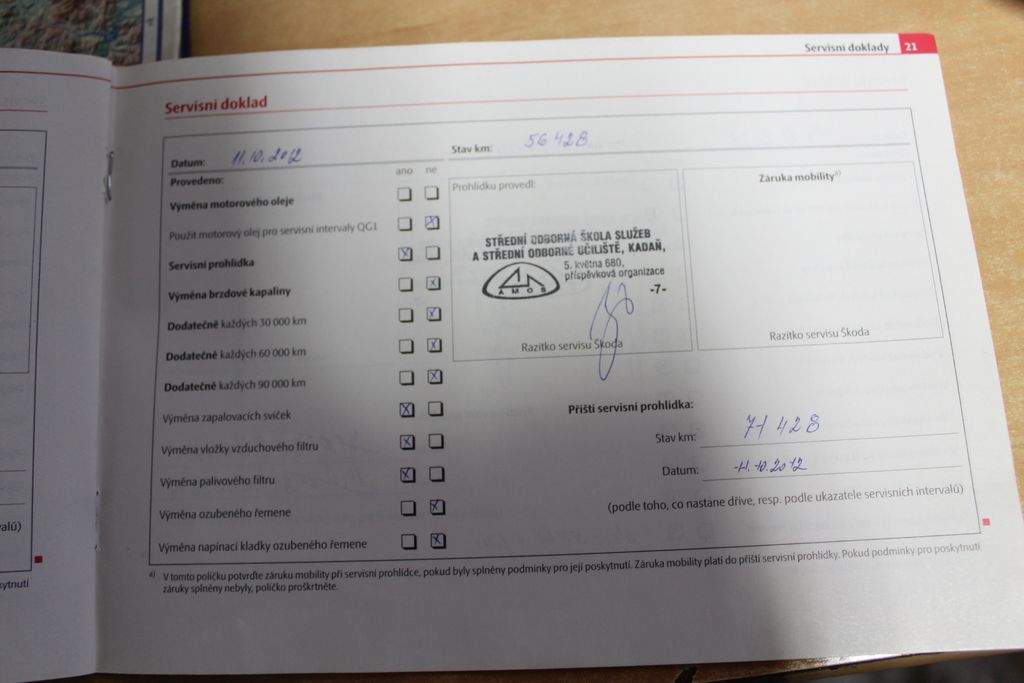 Servisní doklady 21
Servisní doklad
Datum: 11.10.2012
Stav km: 56 428
Provedeno:
ano ne
Výměna motorového oleje
Použit motorový olej pro servisní intervaly QG1
Servisní prohlídka
Výměna brzdové kapaliny
Dodatečně každých 30 000 km
Dodatečně každých 60 000 km
Dodatečně každých 90 000 km
Výměna zapalovacích svíček
Výměna vložky vzduchového filtru
Výměna palivového filtru
Výměna ozubeného řemene
Výměna napínací kladky ozubeného řemene
Prohlídku provedl:
STŘEDNÍ ODBORNÁ ŠKOLA SLUŽEB
A STŘEDNÍ ODBORNÉ UČILIŠTĚ, KADAŇ,
5. května 680,
příspěvková organizace
AMOS
-7-
Razítko servisu Škoda
Záruka mobility a)
Razítko servisu Škoda
Příští servisní prohlídka:
Stav km: 71 428
Datum: 11.10.2012
(podle toho, co nastane dříve, resp. podle ukazatele servisních intervalů)
a) V tomto políčku potvrďte záruku mobility při servisní prohlídce, pokud byly splněny podmínky pro její poskytnutí. Záruka mobility platí do příští servisní prohlídky. Pokud podmínky pro poskytnutí
záruky splněny nebyly, políčko proškrtněte.